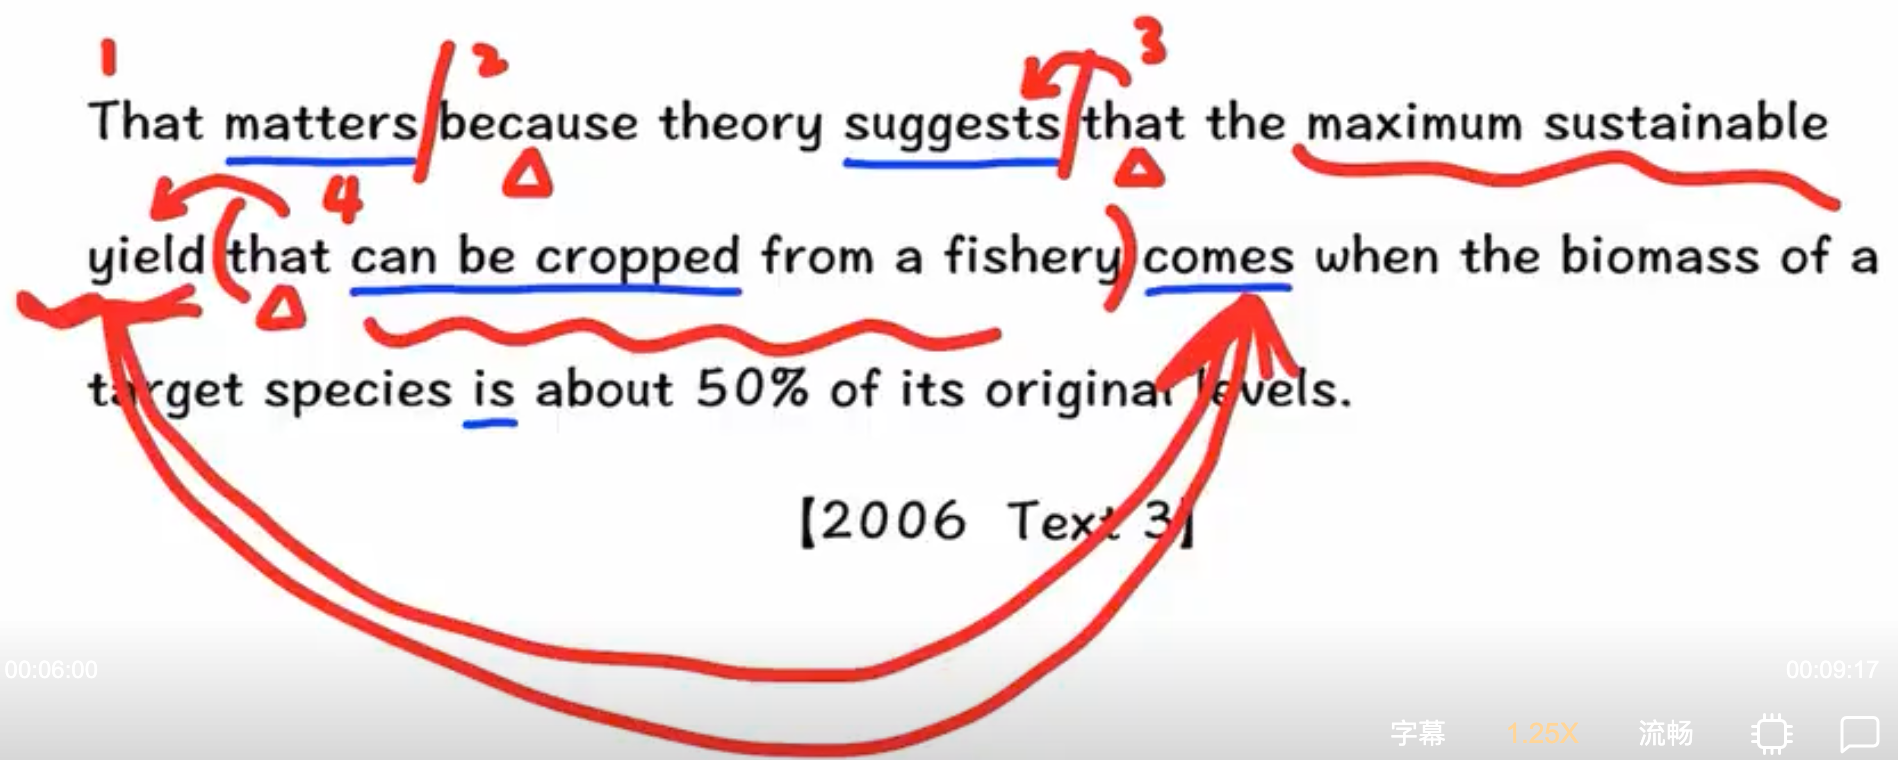 1 2 3
That matters because theory suggests that the maximum sustainable
4
yield that can be cropped from a fishery comes when the biomass of a
target species is about 50% of its original levels.
【2006 Text 3】
00:06:00 00:09:17
字幕 1.25X 流畅